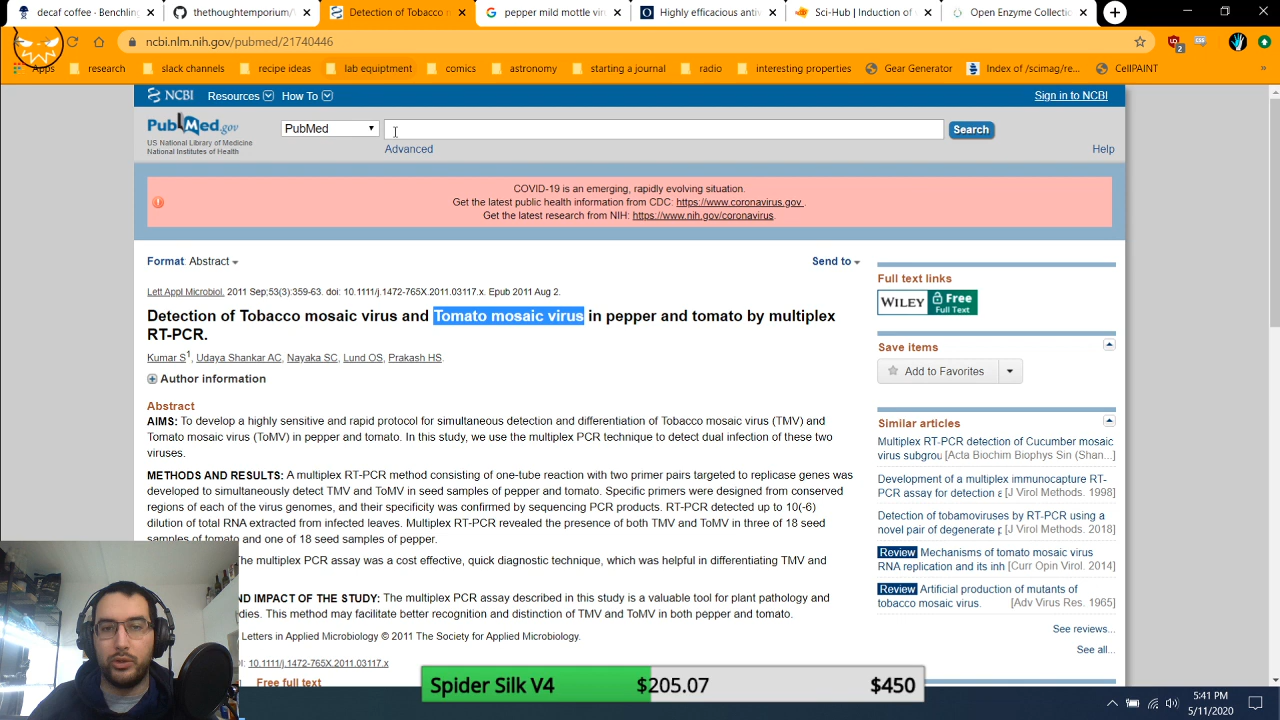 decaf coffee - Benchling
thethoughtemporium/
Detection of Tobacco
pepper mild mottle viru
Highly efficacious anti
Sci-Hub | Induction of
Open Enzyme Collectio
ncbi.nlm.nih.gov/pubmed/21740446
2
Apps
research
slack channels
recipe ideas
lab equiptment
comics
astronomy
starting a journal
radio
interesting properties
Gear Generator
Index of /scimag/re...
CellPAINT
»
NCBI
Resources
How To
Sign in to NCBI
PubMed.gov
US National Library of Medicine
National Institutes of Health
PubMed
Search
Advanced
Help
COVID-19 is an emerging, rapidly evolving situation.
Get the latest public health information from CDC: https://www.coronavirus.gov .
Get the latest research from NIH: https://www.nih.gov/coronavirus.
Format Abstract
Send to
Lett Appl Microbiol. 2011 Sep;53(3):359-63. doi: 10.1111/j.1472-765X.2011.03117.x. Epub 2011 Aug 2.
Detection of Tobacco mosaic virus and Tomato mosaic virus in pepper and tomato by multiplex
RT-PCR.
Kumar S1, Udaya Shankar AC, Nayaka SC, Lund OS, Prakash HS.
Author information
Abstract
AIMS: To develop a highly sensitive and rapid protocol for simultaneous detection and differentiation of Tobacco mosaic virus (TMV) and
Tomato mosaic virus (ToMV) in pepper and tomato. In this study, we use the multiplex PCR technique to detect dual infection of these two
viruses.
METHODS AND RESULTS: A multiplex RT-PCR method consisting of one-tube reaction with two primer pairs targeted to replicase genes was
developed to simultaneously detect TMV and ToMV in seed samples of pepper and tomato. Specific primers were designed from conserved
regions of each of the virus genomes, and their specificity was confirmed by sequencing PCR products. RT-PCR detected up to 10(-6)
dilution of total RNA extracted from infected leaves. Multiplex RT-PCR revealed the presence of both TMV and ToMV in three of 18 seed
samples of tomato and one of 18 seed samples of pepper.
he multiplex PCR assay was a cost effective, quick diagnostic technique, which was helpful in differentiating TMV and
ND IMPACT OF THE STUDY: The multiplex PCR assay described in this study is a valuable tool for plant pathology and
dies. This method may facilitate better recognition and distinction of TMV and ToMV in both pepper and tomato.
Letters in Applied Microbiology © 2011 The Society for Applied Microbiology.
oi: 10.1111/j.1472-765X.2011.03117.x
Free full text
Full text links
WILEY Free
Full Text
Save items
Add to Favorites
Similar articles
Multiplex RT-PCR detection of Cucumber mosaic
virus subgrou [Acta Biochim Biophys Sin (Shan...]
Development of a multiplex immunocapture RT-
PCR assay for detection a [J Virol Methods. 1998]
Detection of tobamoviruses by RT-PCR using a
novel pair of degenerate p [J Virol Methods. 2018]
Review Mechanisms of tomato mosaic virus
RNA replication and its inh [Curr Opin Virol. 2014]
Review Artificial production of mutants of
tobacco mosaic virus. [Adv Virus Res. 1965]
See reviews...
See all...
Spider Silk V4 $205.07 $450
5:41 PM
5/11/2020